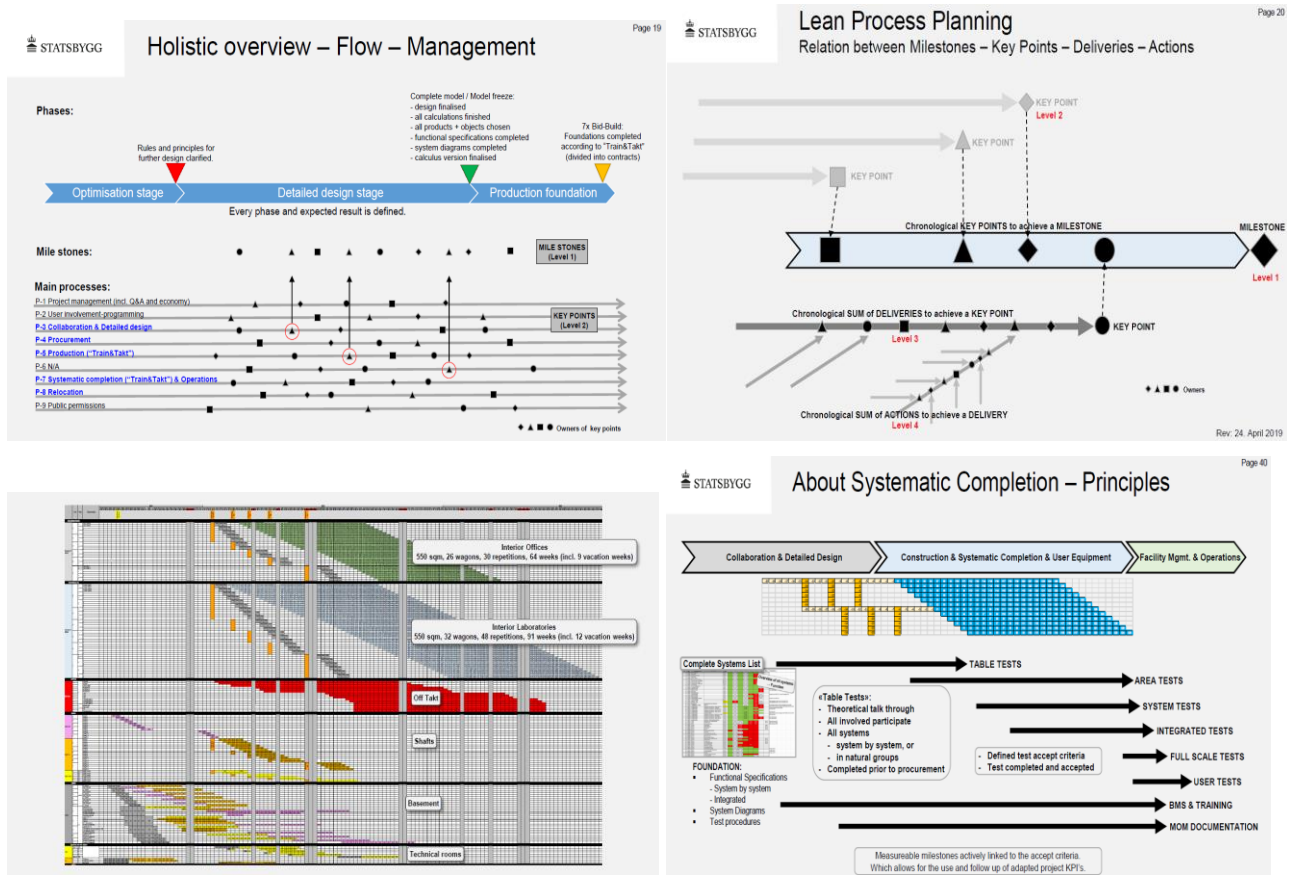 STATSBYGG
Holistic overview – Flow – Management
Page 19
Phases:
Rules and principles for
further design clarified.
Complete model / Model freeze:
- design finalised
- all calculations finished
- all products + objects chosen
- functional specifications completed
- system diagrams completed
- calculus version finalised
7x Bid-Build:
Foundations completed
according to "Train&Takt"
(divided into contracts)
Optimisation stage
Detailed design stage
Production foundation
Every phase and expected result is defined.
Mile stones:
MILE STONES
(Level 1)
Main processes:
P-1 Project management (incl. Q&A and economy)
P-2 User involvement-programming
P-3 Collaboration & Detailed design
P-4 Procurement
P-5 Production ("Train&Takt")
P-6 N/A
P-7 Systematic completion ("Train&Takt") & Operations
P-8 Relocation
P-9 Public permissions
KEY POINTS
(Level 2)
Owners of key points
STATSBYGG
Lean Process Planning
Relation between Milestones – Key Points – Deliveries – Actions
Page 20
KEY POINT
Level 2
KEY POINT
KEY POINT
Chronological KEY POINTS to achieve a MILESTONE
MILESTONE
Level 1
Chronological SUM of DELIVERIES to achieve a KEY POINT
KEY POINT
Level 3
Owners
Chronological SUM of ACTIONS to achieve a DELIVERY
Level 4
Rev: 24. April 2019
Interior Offices
550 sqm, 26 wagons, 30 repetitions, 64 weeks (incl. 9 vacation weeks)
Interior Laboratories
550 sqm, 32 wagons, 48 repetitions, 91 weeks (incl. 12 vacation weeks)
Off Takt
Shafts
Basement
Technical rooms
STATSBYGG
About Systematic Completion – Principles
Page 40
Collaboration & Detailed Design
Construction & Systematic Completion & User Equipment
Facility Mgmt. & Operations
Complete Systems List
TABLE TESTS
AREA TESTS
SYSTEM TESTS
INTEGRATED TESTS
FULL SCALE TESTS
USER TESTS
BMS & TRAINING
MOM DOCUMENTATION
«Table Tests»:
- Theoretical talk through
- All involved participate
- All systems
- system by system, or
- in natural groups
- Completed prior to procurement
- Defined test accept criteria
- Test completed and accepted
FOUNDATION:
▪ Functional Specifications
- System by system
- Integrated
▪ System Diagrams
▪ Test procedures
Measureable milestones actively linked to the accept criteria.
Which allows for the use and follow up of adapted project KPI's.